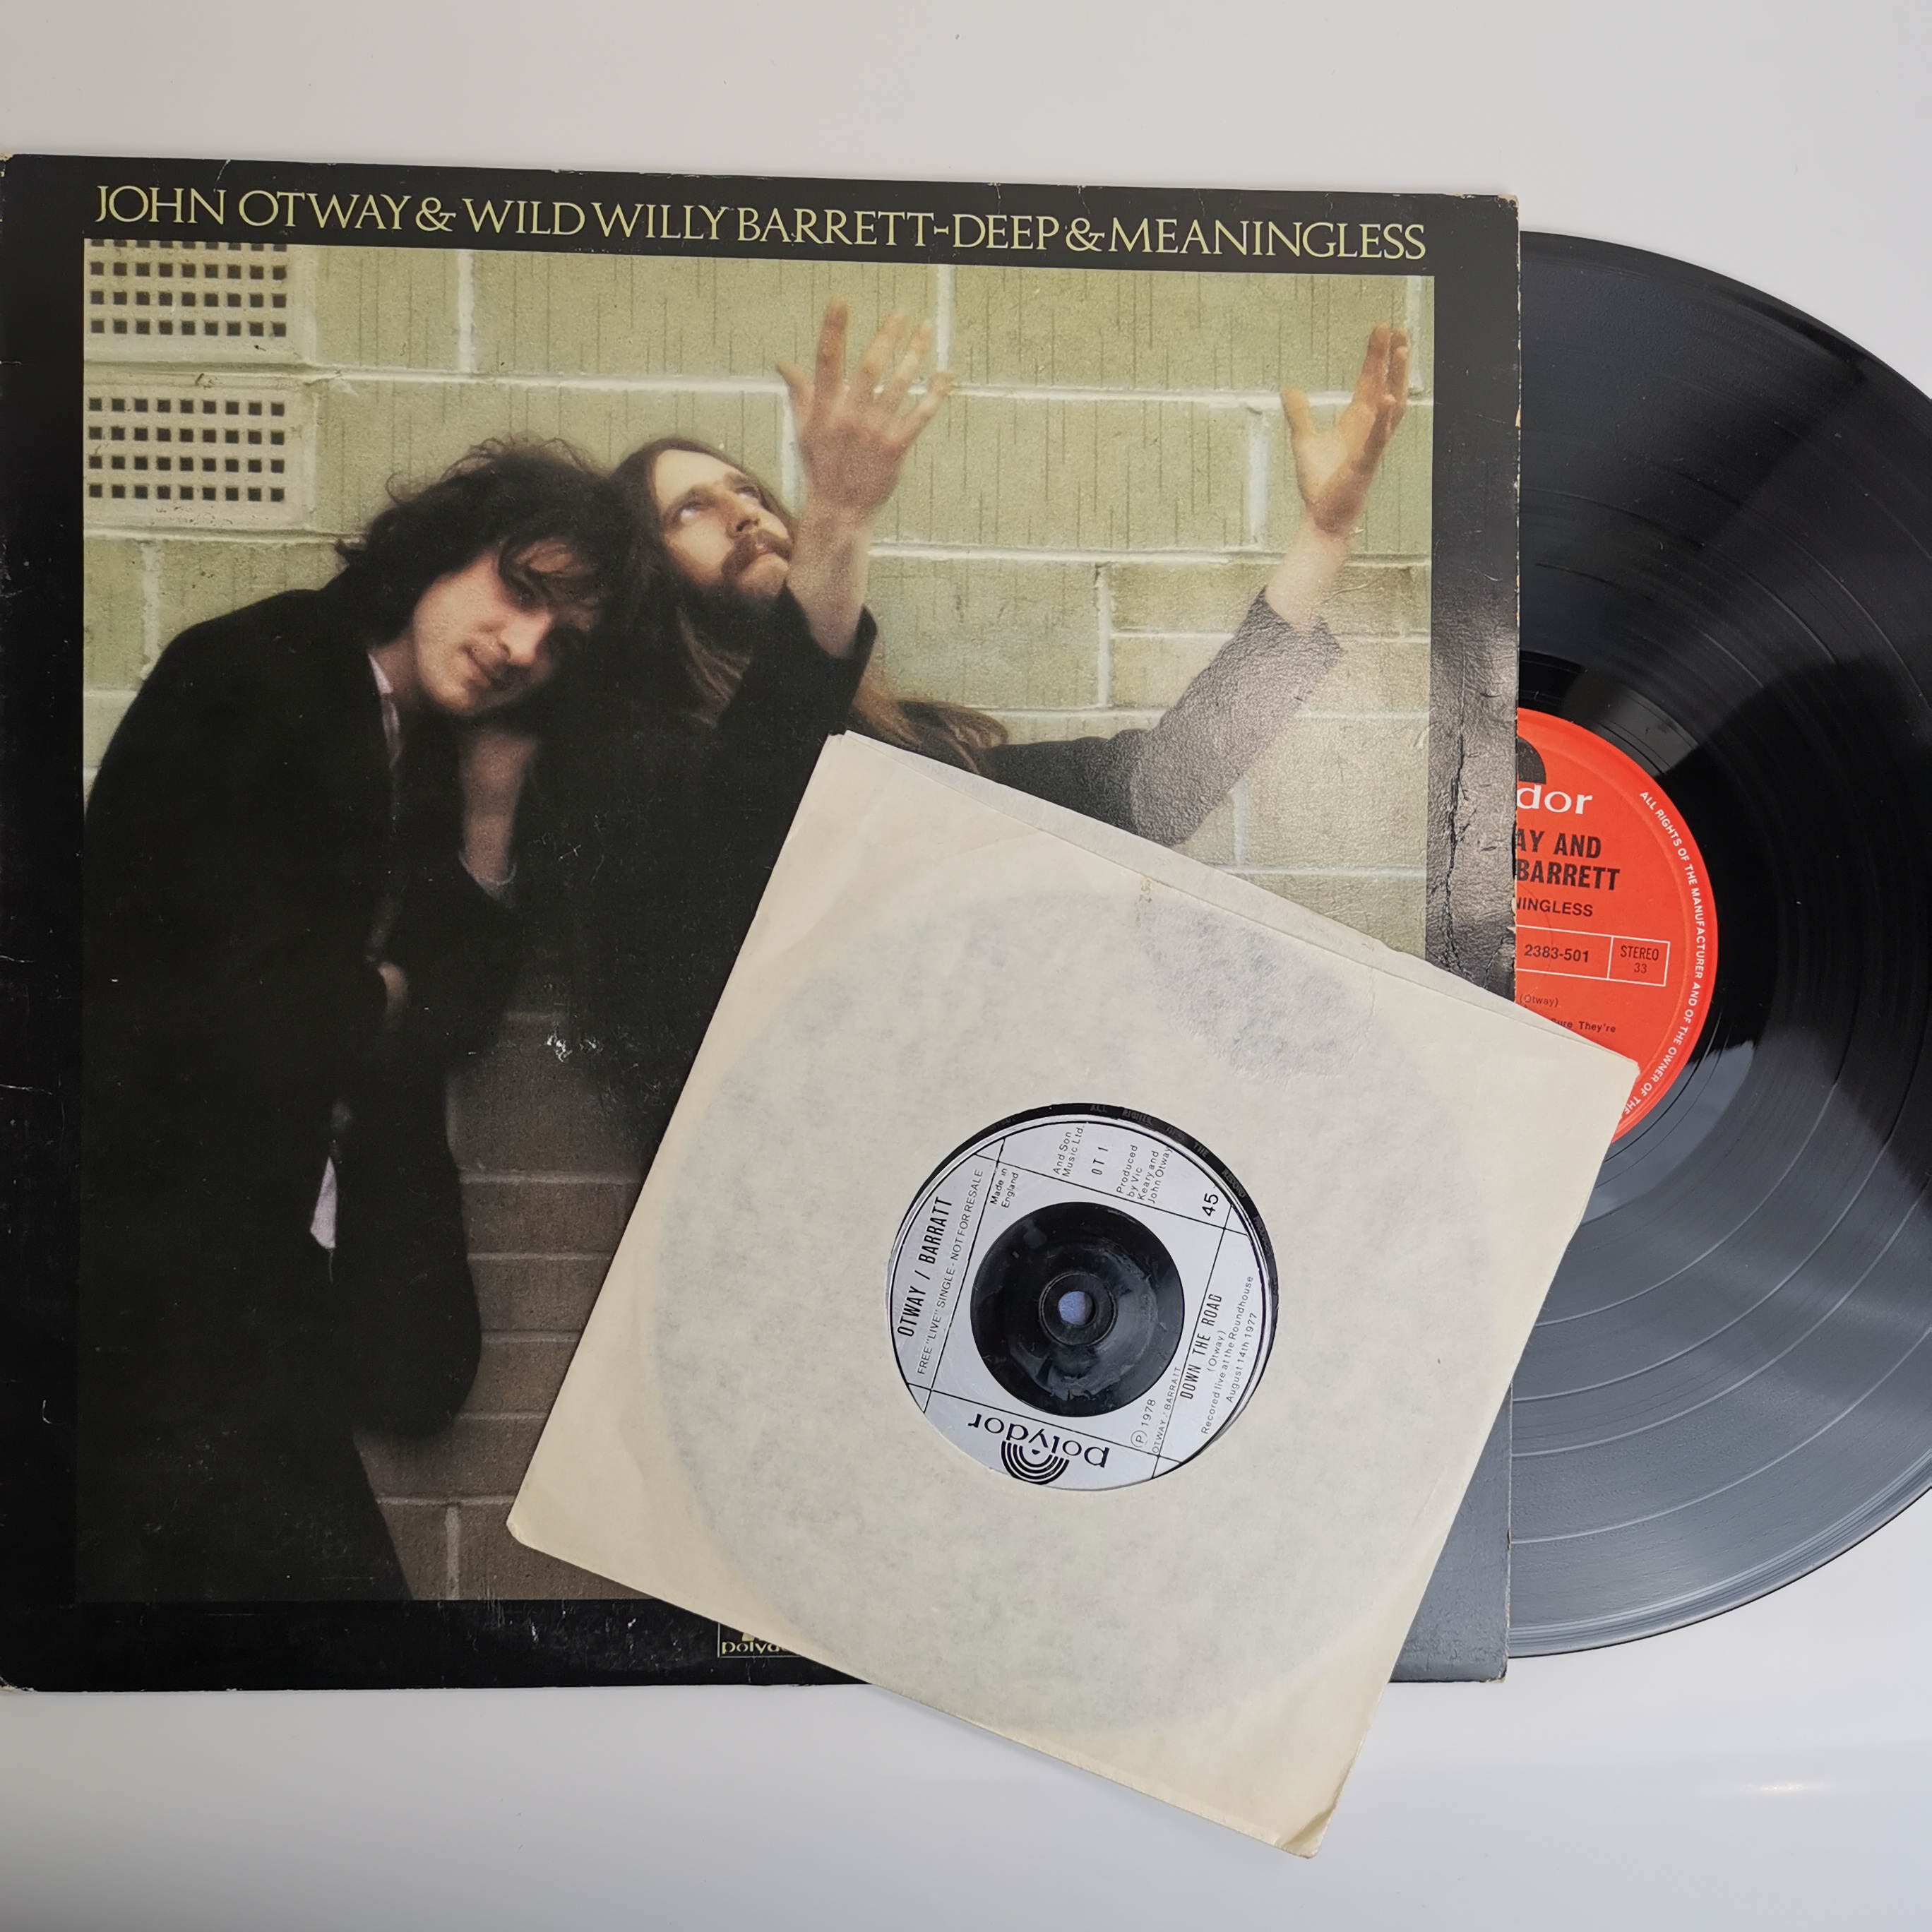 JOHN OTWAY & WILD WILLY BARRETT-DEEP & MEANINGLESS
dor
AY AND
BARRETT
NINGLESS
2383-501
STEREO
33
(Otway)
Sure They're
ALL RIGHTS OF THE MANUFACTURER AND OF THE OWNER OF THE
OTWAY / BARRATT
FREE "LIVE" SINGLE - NOT FOR RESALE
Made in
England
And Son
Music Ltd.
OT 1
Produced
by Vic
Keary and
John Otway
45
polydor
℗ 1978
OTWAY / BARRATT
DOWN THE ROAD
(Otway)
Recored live at the Roundhouse
August 14th 1977
polyd